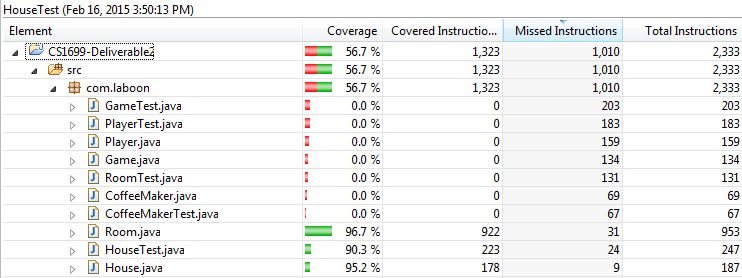 HouseTest (Feb 16, 2015 3:50:13 PM)
Element Coverage Covered Instructio... Missed Instructions Total Instructions
CS1699-Deliverable2 56.7 % 1,323 1,010 2,333
src 56.7 % 1,323 1,010 2,333
com.laboon 56.7 % 1,323 1,010 2,333
GameTest.java 0.0 % 0 203 203
PlayerTest.java 0.0 % 0 183 183
Player.java 0.0 % 0 159 159
Game.java 0.0 % 0 134 134
RoomTest.java 0.0 % 0 131 131
CoffeeMaker.java 0.0 % 0 69 69
CoffeeMakerTest.java 0.0 % 0 67 67
Room.java 96.7 % 922 31 953
HouseTest.java 90.3 % 223 24 247
House.java 95.2 % 178 9 187